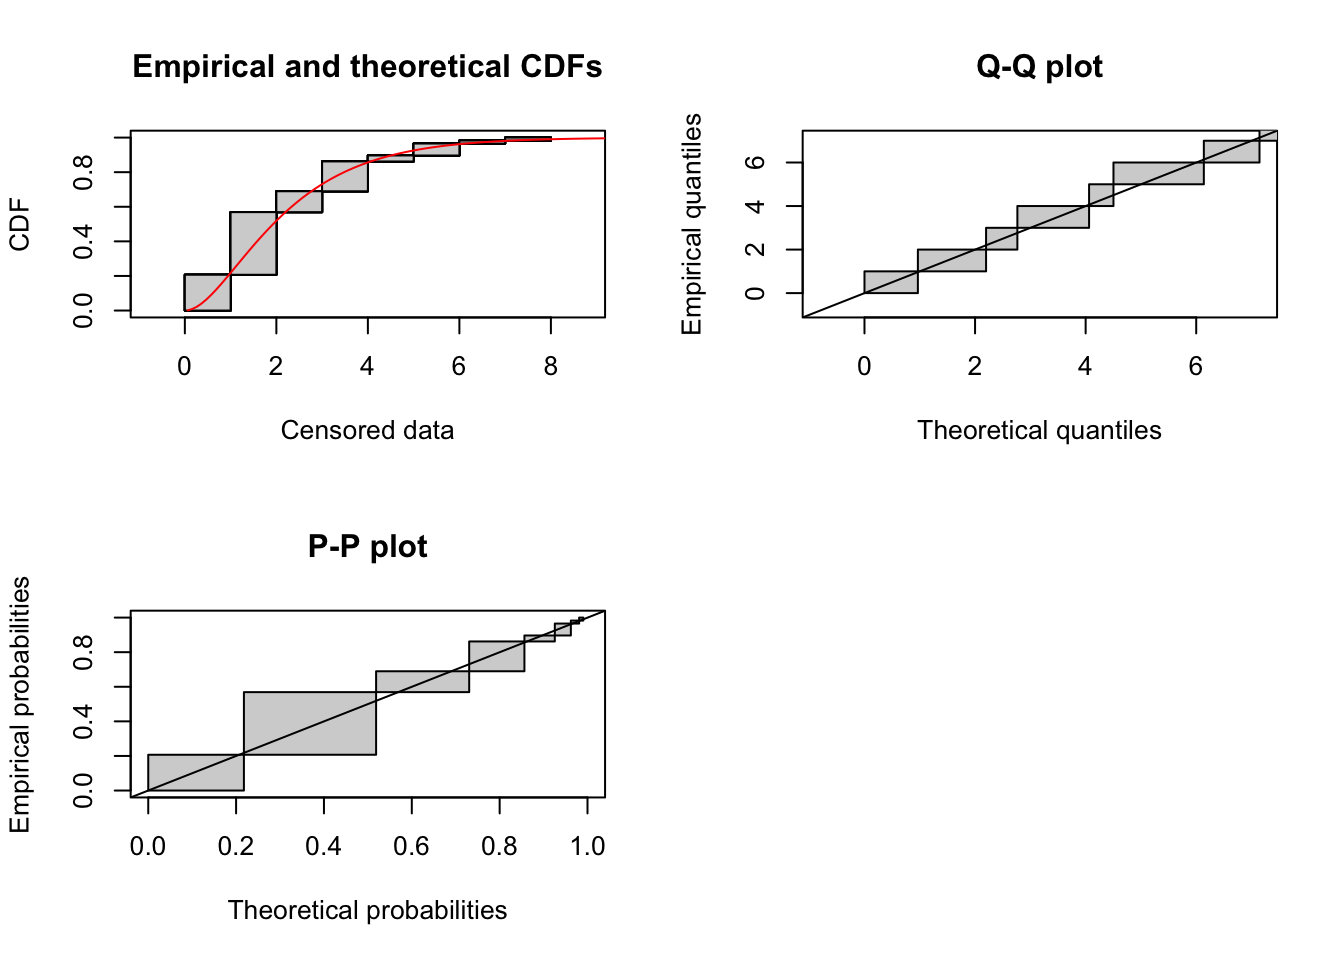 Empirical and theoretical CDFs
CDF
0.0 0.4 0.8
0 2 4 6 8
Censored data
Q-Q plot
Empirical quantiles
0 2 4 6
0 2 4 6
Theoretical quantiles
P-P plot
Empirical probabilities
0.0 0.4 0.8
0.0 0.2 0.4 0.6 0.8 1.0
Theoretical probabilities